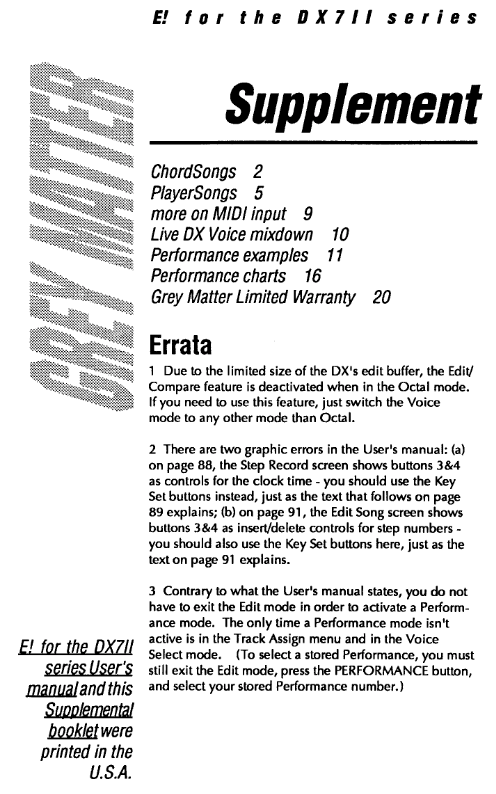 E! for the DX7II series
GREY MATTER
Supplement
ChordSongs 2
PlayerSongs 5
more on MIDI input 9
Live DX Voice mixdown 10
Performance examples 11
Performance charts 16
Grey Matter Limited Warranty 20
Errata
1 Due to the limited size of the DX's edit buffer, the Edit/
Compare feature is deactivated when in the Octal mode.
If you need to use this feature, just switch the Voice
mode to any other mode than Octal.
2 There are two graphic errors in the User's manual: (a)
on page 88, the Step Record screen shows buttons 3&4
as controls for the clock time - you should use the Key
Set buttons instead, just as the text that follows on page
89 explains; (b) on page 91, the Edit Song screen shows
buttons 3&4 as insert/delete controls for step numbers -
you should also use the Key Set buttons here, just as the
text on page 91 explains.
3 Contrary to what the User's manual states, you do not
have to exit the Edit mode in order to activate a Perform-
ance mode. The only time a Performance mode isn't
active is in the Track Assign menu and in the Voice
Select mode. (To select a stored Performance, you must
still exit the Edit mode, press the PERFORMANCE button,
and select your stored Performance number.)
E! for the DX7II
series User's
manual and this
Supplemental
booklet were
printed in the
U.S.A.